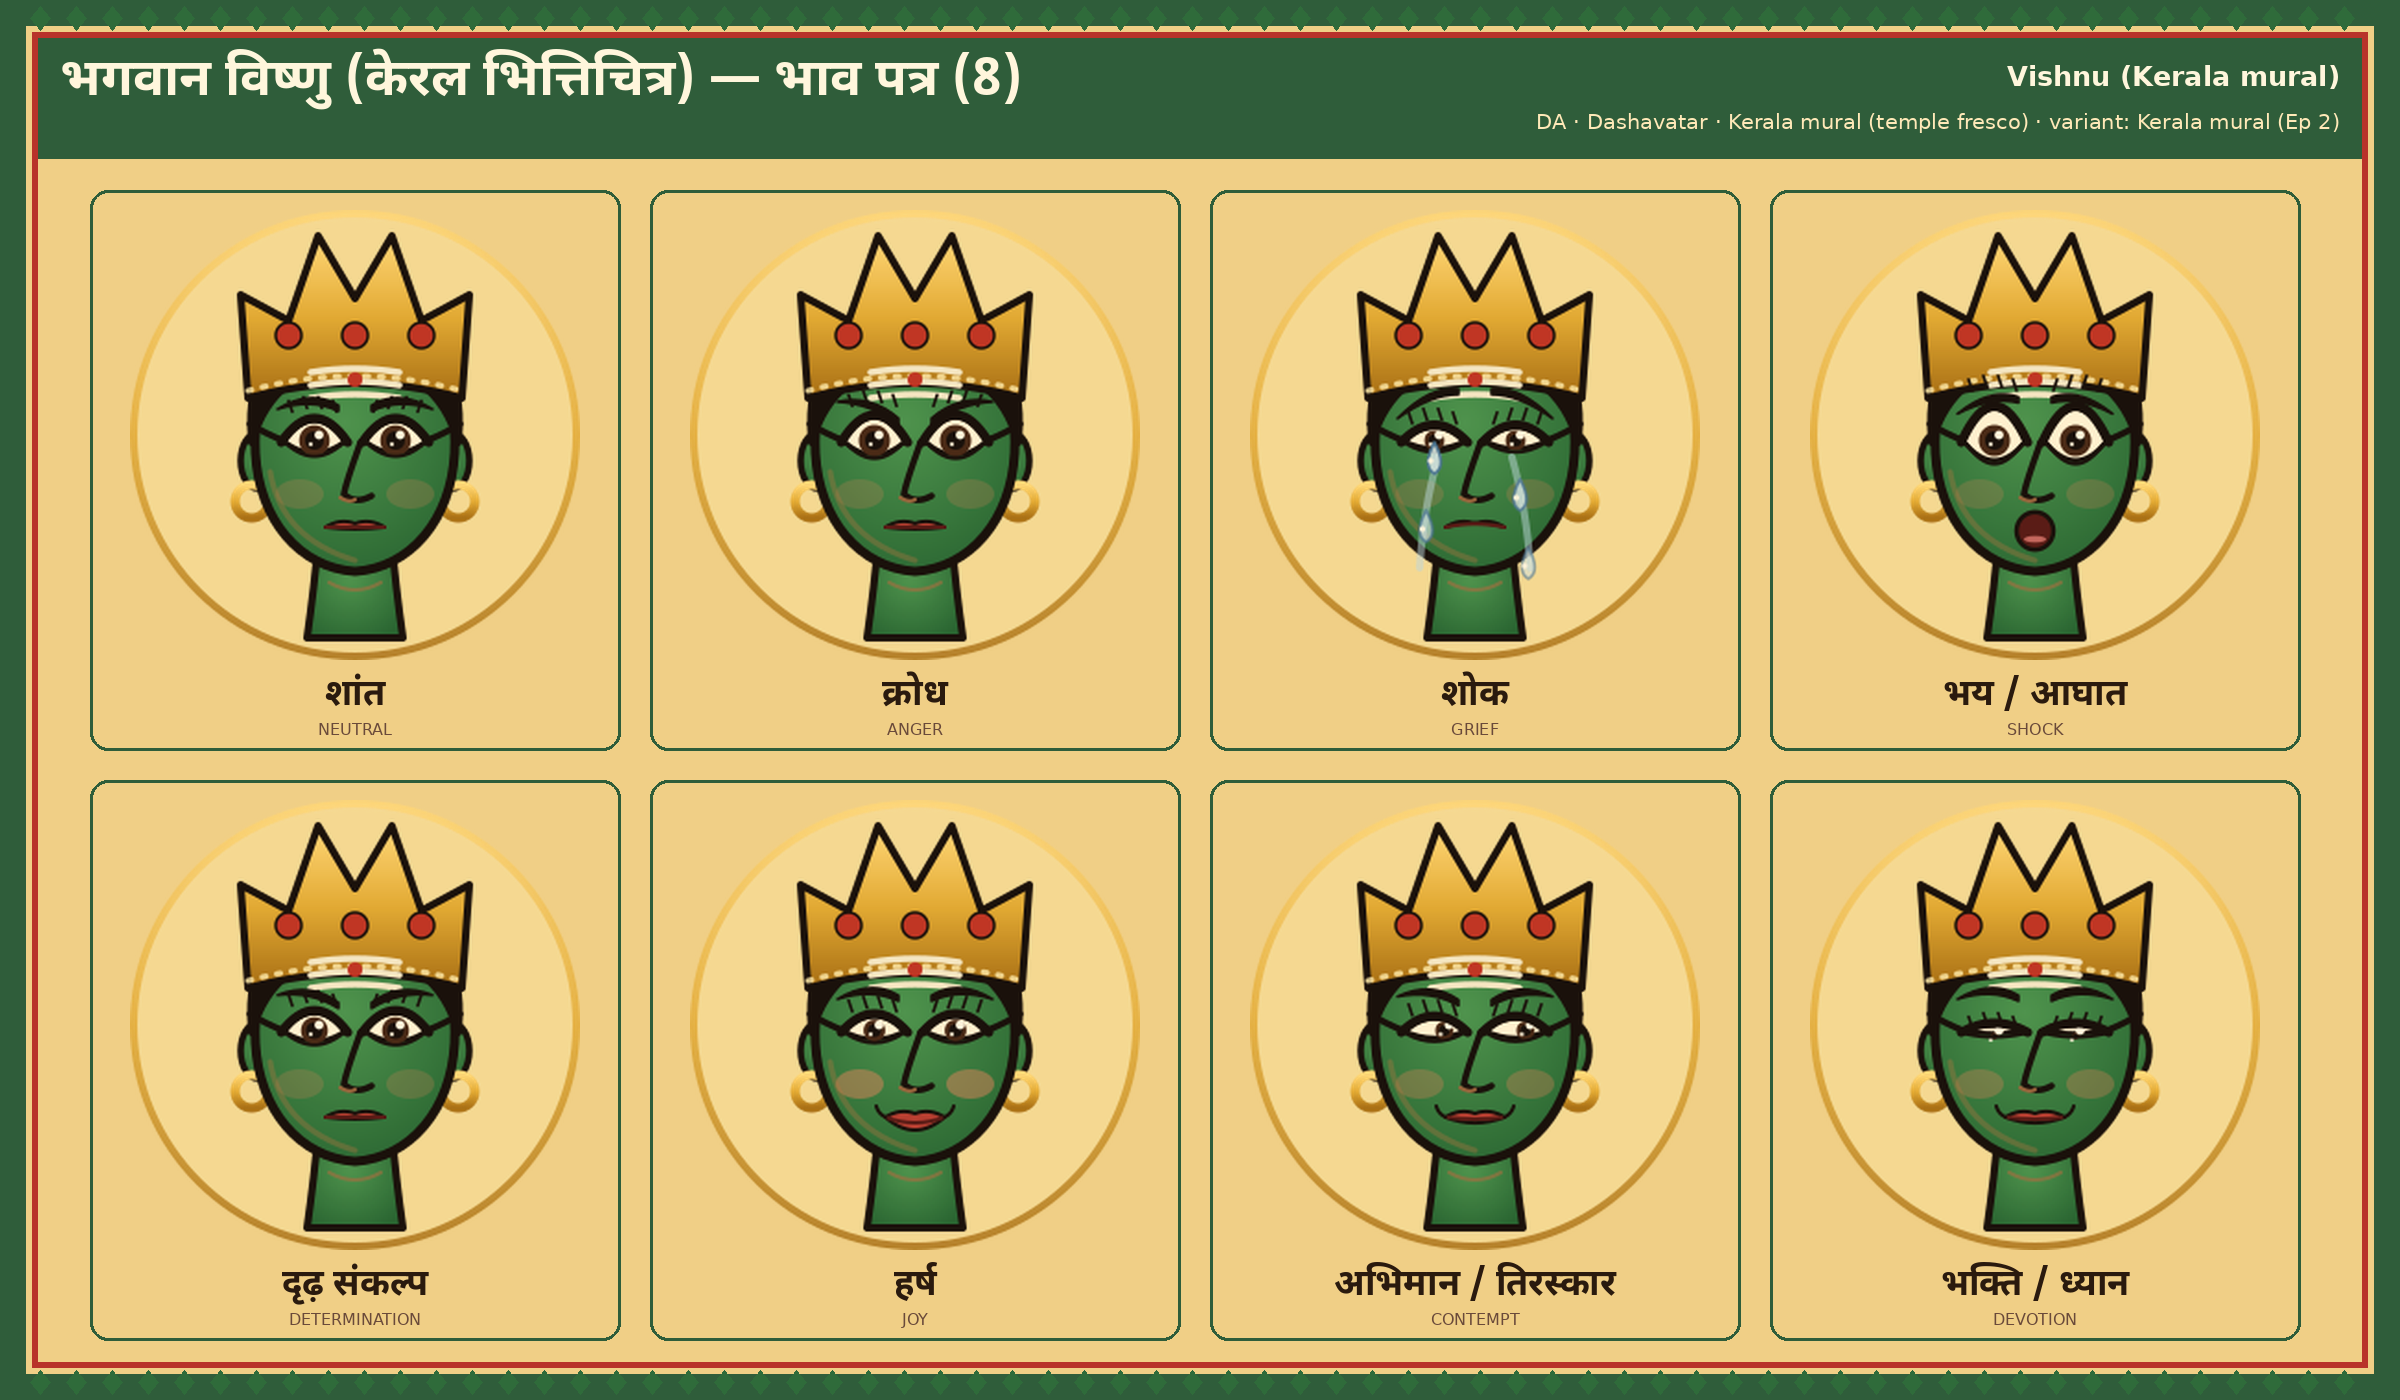 भगवान विष्णु (केरल भित्तिचित्र) — भाव पत्र (8)
Vishnu (Kerala mural)
DA · Dashavatar · Kerala mural (temple fresco) · variant: Kerala mural (Ep 2)
शांत
NEUTRAL
क्रोध
ANGER
शोक
GRIEF
भय / आघात
SHOCK
दृढ़ संकल्प
DETERMINATION
हर्ष
JOY
अभिमान / तिरस्कार
CONTEMPT
भक्ति / ध्यान
DEVOTION